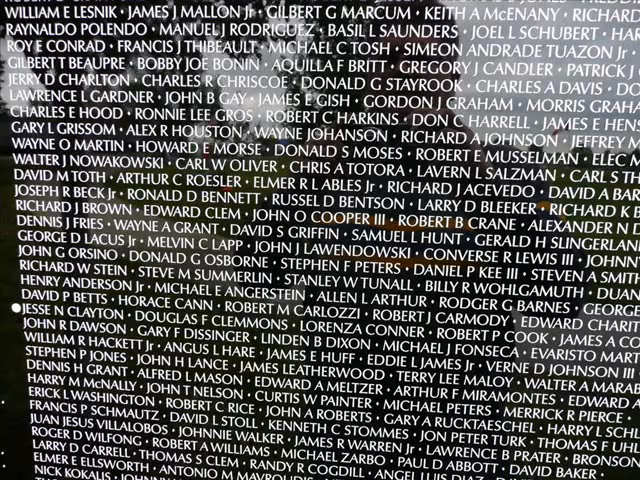 WILLIAM E LESNIK · JAMES J MALLON Jr · GILBERT G MARCUM · KEITH A McENANY · RICHARD
RAYNALDO POLENDO · MANUEL J RODRIGUEZ · BASIL L SAUNDERS · JOEL L SCHUBERT ·
ROY E CONRAD · FRANCIS J THIBEAULT · MICHAEL C TOSH · SIMEON ANDRADE TUAZON Jr ·
GILBERT T BEAUPRE · BOBBY JOE BONIN · AQUILLA F BRITT · GREGORY J CANDLER · PATRICK J
JERRY D CHARLTON · CHARLES R CHRISCOE · DONALD G STAYROOK · CHARLES A DAVIS ·
LAWRENCE L GARDNER · JOHN B GAY · JAMES E GISH · GORDON J GRAHAM · MORRIS
CHARLES E HOOD · RONNIE LEE GROS · ROBERT C HARKINS · DON C HARRELL · JAMES E
GARY L GRISSOM · ALEX R HOUSTON · WAYNE JOHANSON · RICHARD A JOHNSON · JEFFREY M
WAYNE O MARTIN · HOWARD E MORSE · DONALD S MOSES · ROBERT E MUSSELMAN · ELEC A
WALTER J NOWAKOWSKI · CARL W OLIVER · CHRIS A TOTORA · LAVERN L SALZMAN · CARL S
DAVID M TOTH · ARTHUR C ROESLER · ELMER R L ABLES Jr · RICHARD J ACEVEDO · DAVID A
JOSEPH R BECK Jr · RONALD D BENNETT · RUSSEL D BENTSON · LARRY D BLEEKER · RICHARD K
RICHARD J BROWN · EDWARD CLEM · JOHN O COOPER III · ROBERT B CRANE · ALEXANDER N
DENNIS J FRIES · WAYNE A GRANT · DAVID S GRIFFIN · SAMUEL L HUNT · GERALD H
GEORGE D LACUS Jr · MELVIN C LAPP · JOHN J LAWENDOWSKI · CONVERSE R LEWIS III ·
JOHN G ORSINO · DONALD G OSBORNE · STEPHEN F PETERS · DANIEL P KEE III · STEVEN A
RICHARD W STEIN · STEVE M SUMMERLIN · STANLEY W TUNALL · BILLY R WOHLGAMUTH ·
HENRY ANDERSON Jr · MICHAEL E ANGERSTEIN · ALLEN L ARTHUR · RODGER G BARNES ·
DAVID P BETTS · HORACE CANN · ROBERT M CARLOZZI · ROBERT J CARMODY · EDWARD
JESSE N CLAYTON · DOUGLAS F CLEMMONS · LORENZA CONNER · ROBERT P COOK · JAMES A
JOHN R DAWSON · GARY F DISSINGER · LINDEN B DIXON · MICHAEL J FONSECA · EVARISTO
WILLIAM R HACKETT Jr · ANGUS L HARE · JAMES E HUFF · EDDIE L JAMES Jr · VERNE D JOHNSON III
STEPHEN P JONES · JOHN H LANCE · JAMES LEATHERWOOD · TERRY LEE MALOY · WALTER A
DENNIS H GRANT · ALFRED L MASON · EDWARD A MELTZER · ARTHUR F MIRAMONTES · EDWARD
HARRY M McNALLY · JOHN T NELSON · CURTIS W PAINTER · MICHAEL PETERS · MERRICK R PIERCE ·
ERICK L WASHINGTON · ROBERT C RICE · JOHN A ROBERTS · GARY A RUCKTAESCHEL · HARRY L
FRANCIS P SCHMAUTZ · DAVID L STOLL · KENNETH C STOMMES · JON PETER TURK · THOMAS F
JUAN JESUS VILLALOBOS · JOHNNIE WALKER · JAMES R WARREN Jr · LAWRENCE B PRATER · BRONSON
ROGER D WILFONG · ROBERT A WILLIAMS · MICHAEL ZARBO · PAUL D ABBOTT · DAVID BAKER ·
LARRY D CARRELL · THOMAS S CLEM · RANDY R COGDILL · ANGEL LUIS DIAZ ·
ELMER E ELLSWORTH · ANTONIO M
NICK KOKALIS ·